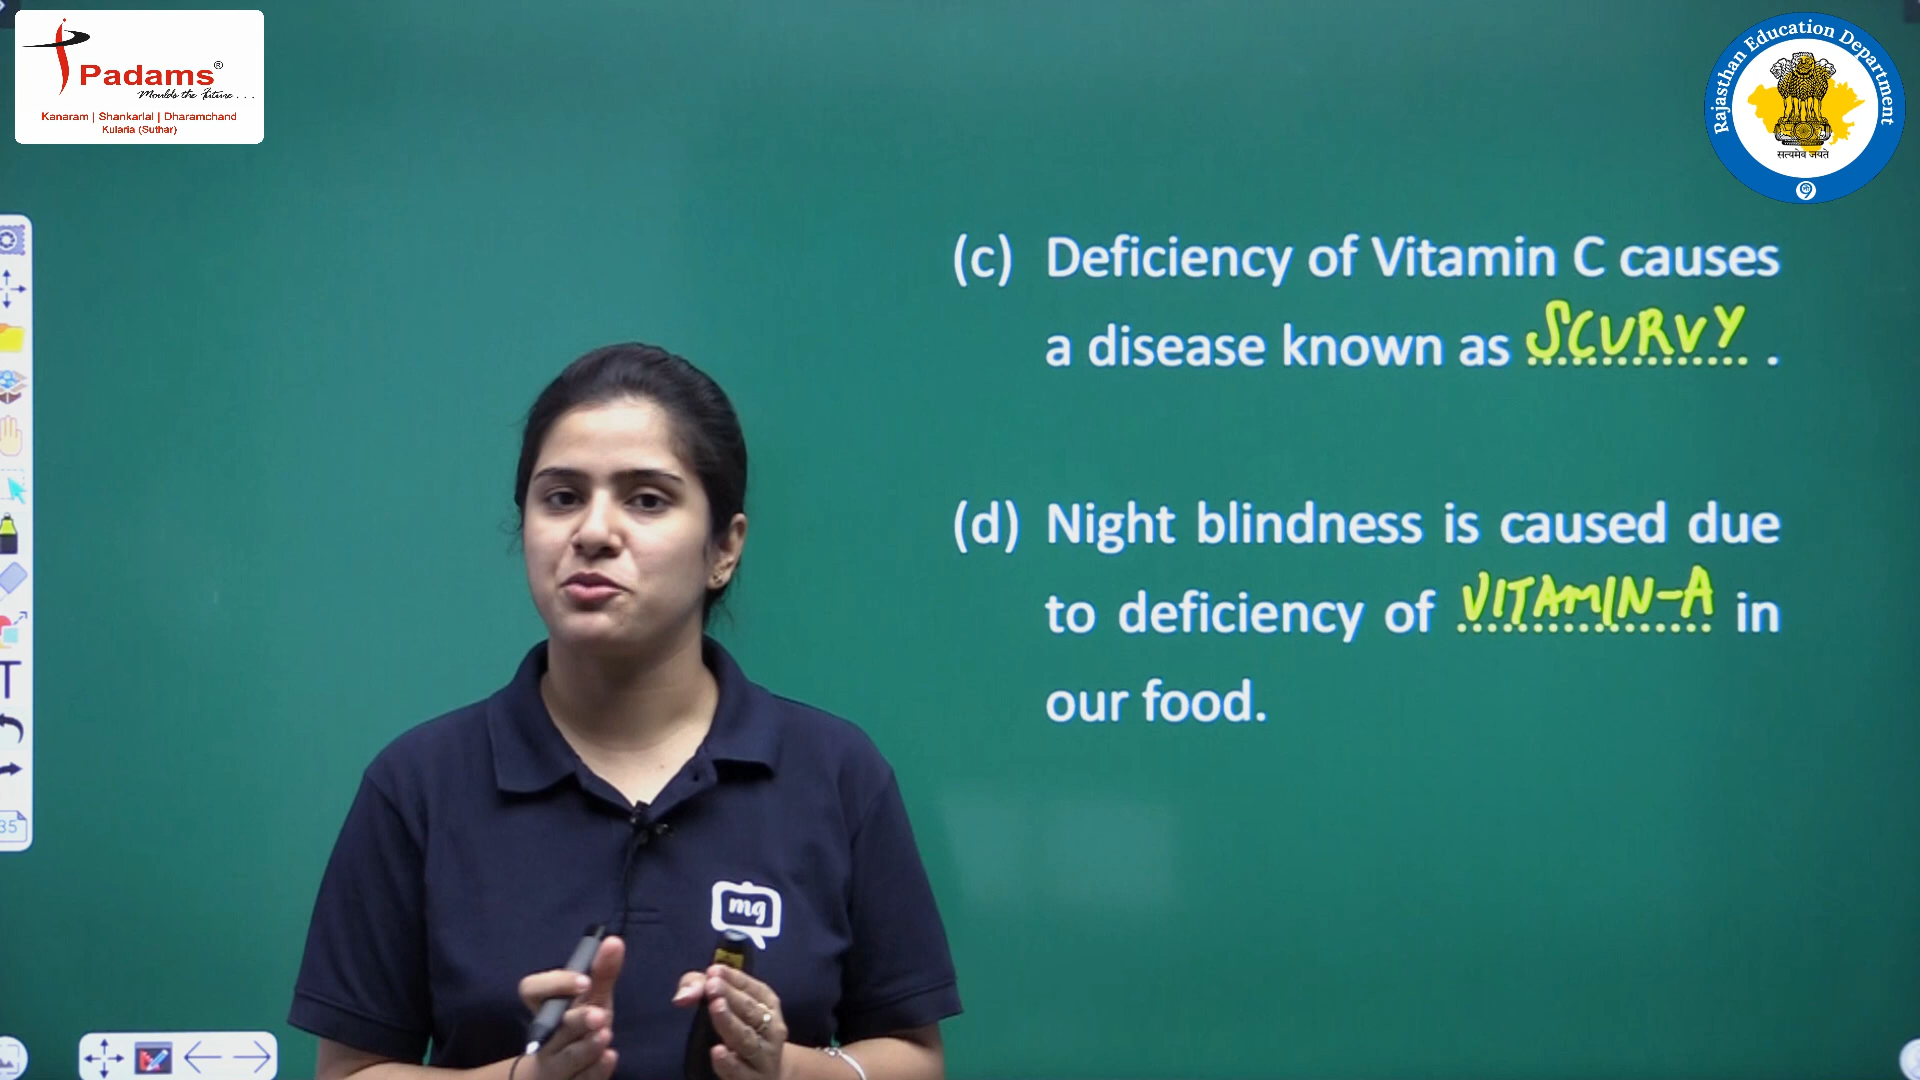 Padams®
Moulds the Future . . .
Kanaram | Shankarlal | Dharamchand
Kularia (Suthar)
Rajasthan Education Department
सत्यमेव जयते
(c) Deficiency of Vitamin C causes
a disease known as SCURVY .
(d) Night blindness is caused due
to deficiency of VITAMIN-A in
our food.
mg
T
35